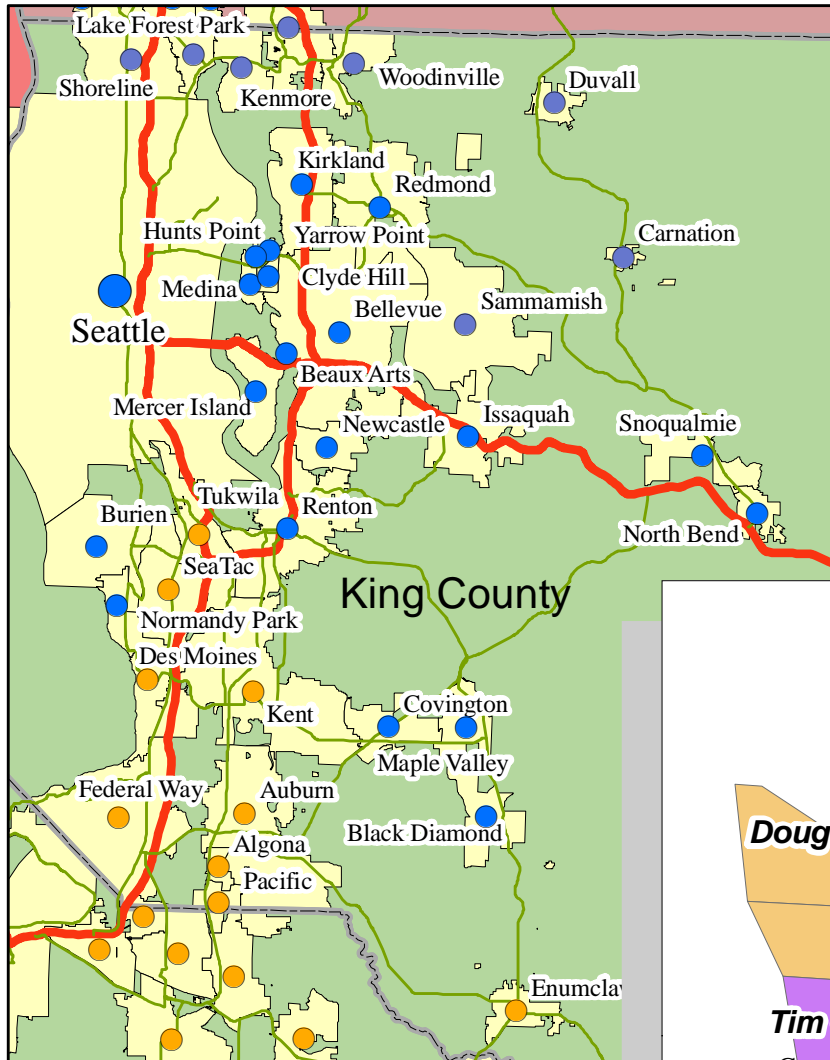 Lake Forest Park
Shoreline
Kenmore
Woodinville
Duvall
Kirkland
Redmond
Hunts Point
Yarrow Point
Carnation
Medina
Clyde Hill
Bellevue
Sammamish
Seattle
Beaux Arts
Mercer Island
Newcastle
Issaquah
Snoqualmie
Tukwila
Burien
Renton
North Bend
SeaTac
King County
Normandy Park
Des Moines
Kent
Covington
Maple Valley
Federal Way
Auburn
Black Diamond
Doug
Algona
Pacific
Enumcla
Tim